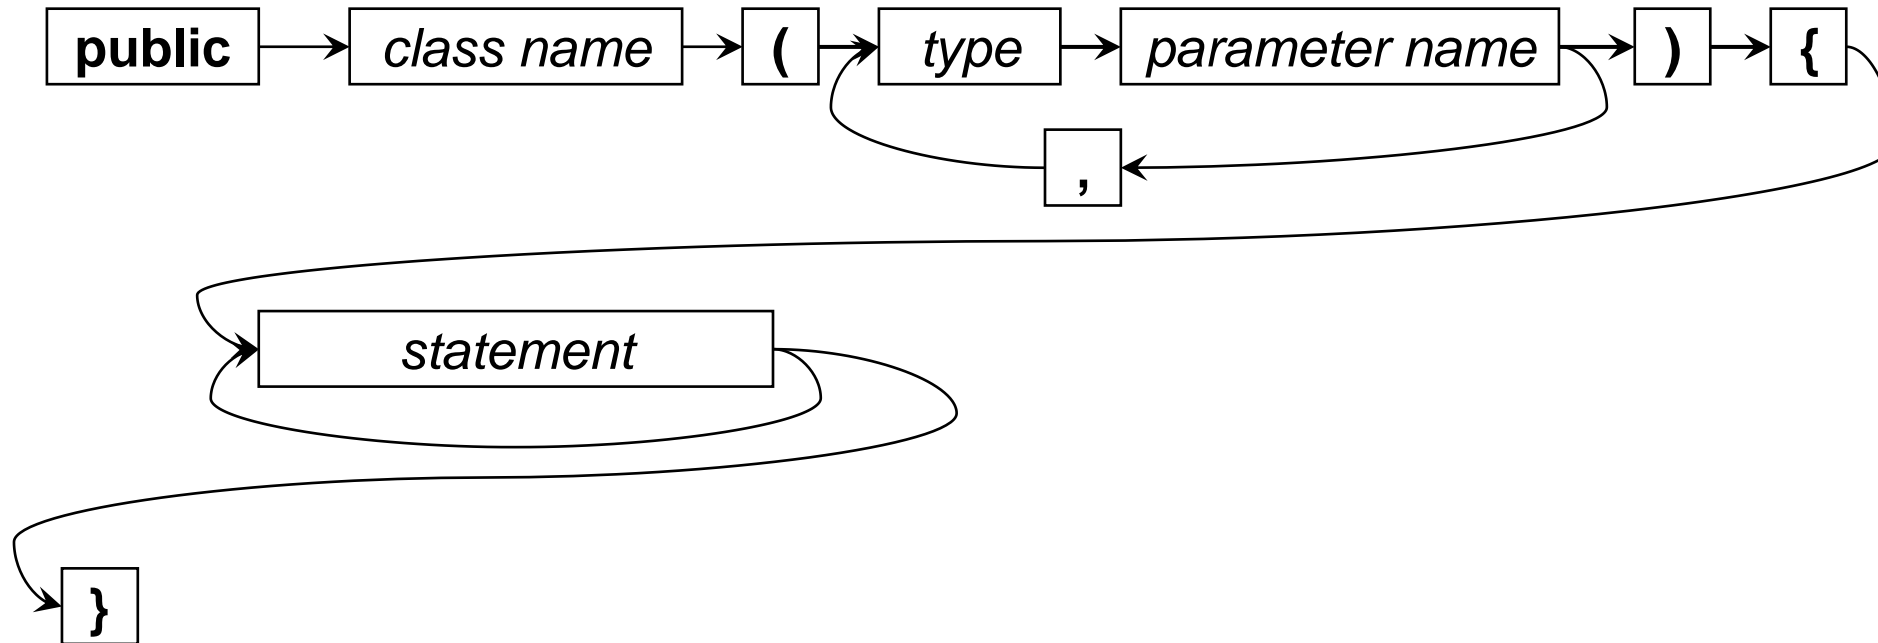 public class name ( type parameter name ) {
,
statement
}